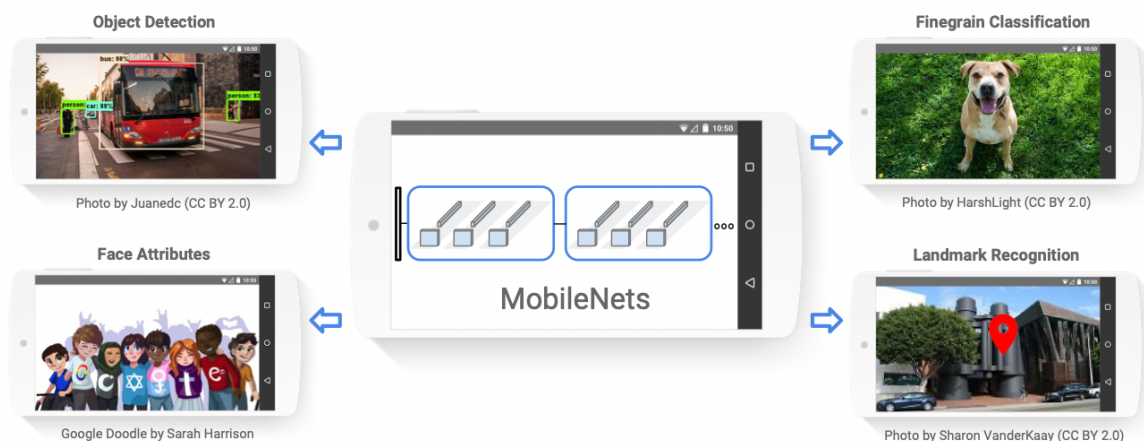 Object Detection
10:50
bus: 98%
person:
car: 88%
person: 83
Photo by Juanedc (CC BY 2.0)
Face Attributes
10:50
Google Doodle by Sarah Harrison
10:50
MobileNets
Finegrain Classification
10:50
Photo by HarshLight (CC BY 2.0)
Landmark Recognition
10:50
Photo by Sharon VanderKaay (CC BY 2.0)